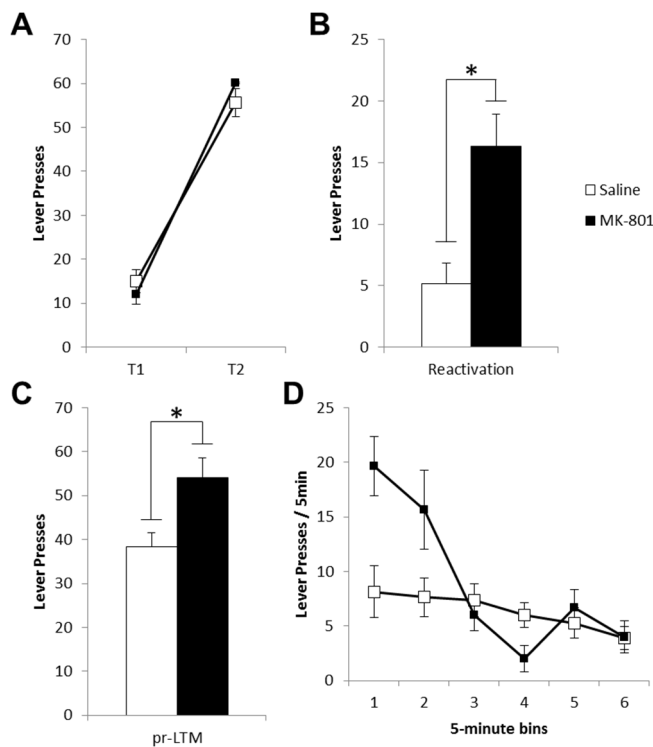 A
70
60
50
40
30
20
10
0
Lever Presses
T1
T2
B
25
20
15
10
5
0
Lever Presses
*
Reactivation
Saline
MK-801
C
70
60
50
40
30
20
10
0
Lever Presses
*
pr-LTM
D
25
20
15
10
5
0
Lever Presses / 5min
1 2 3 4 5 6
5-minute bins